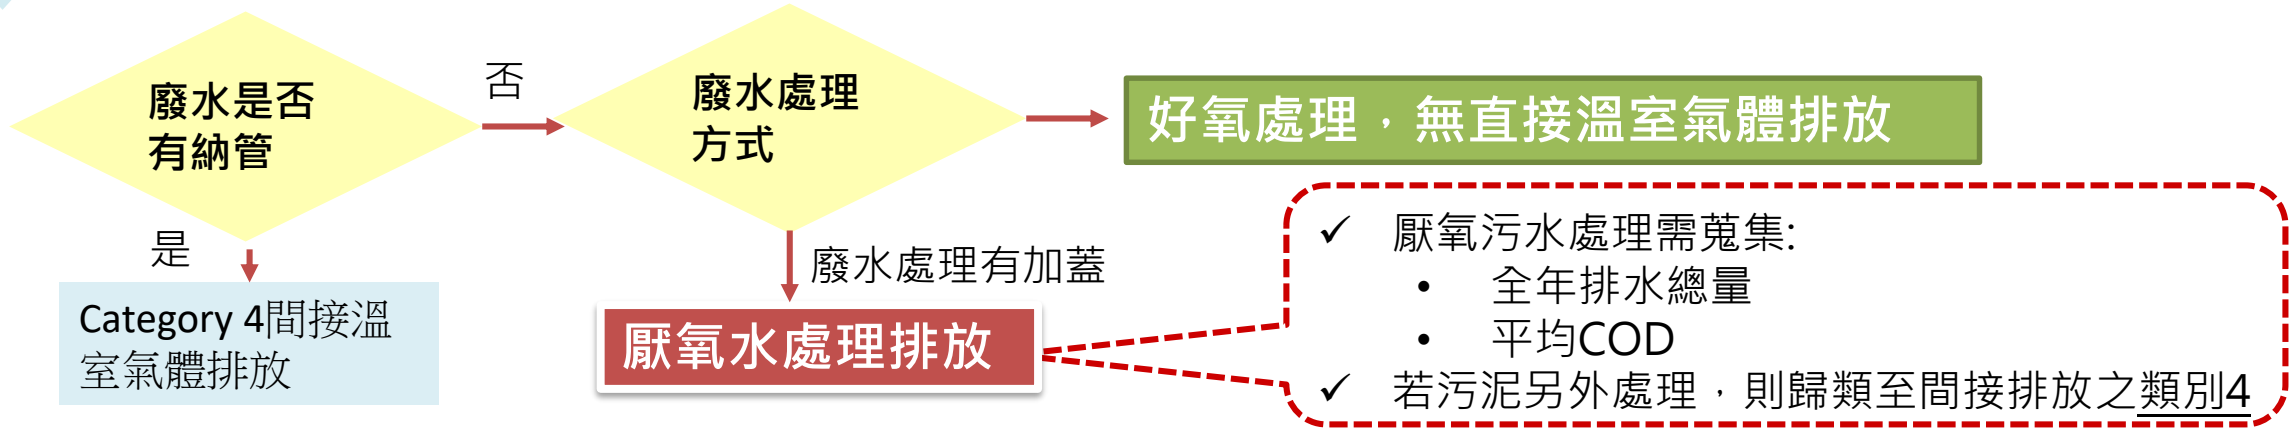 廢水是否
有納管
否
廢水處理
方式
好氧處理，無直接溫室氣體排放
是
Category 4間接溫
室氣體排放
廢水處理有加蓋
厭氧水處理排放
✓ 厭氧污水處理需蒐集:
• 全年排水總量
• 平均COD
✓ 若污泥另外處理，則歸類至間接排放之類別4